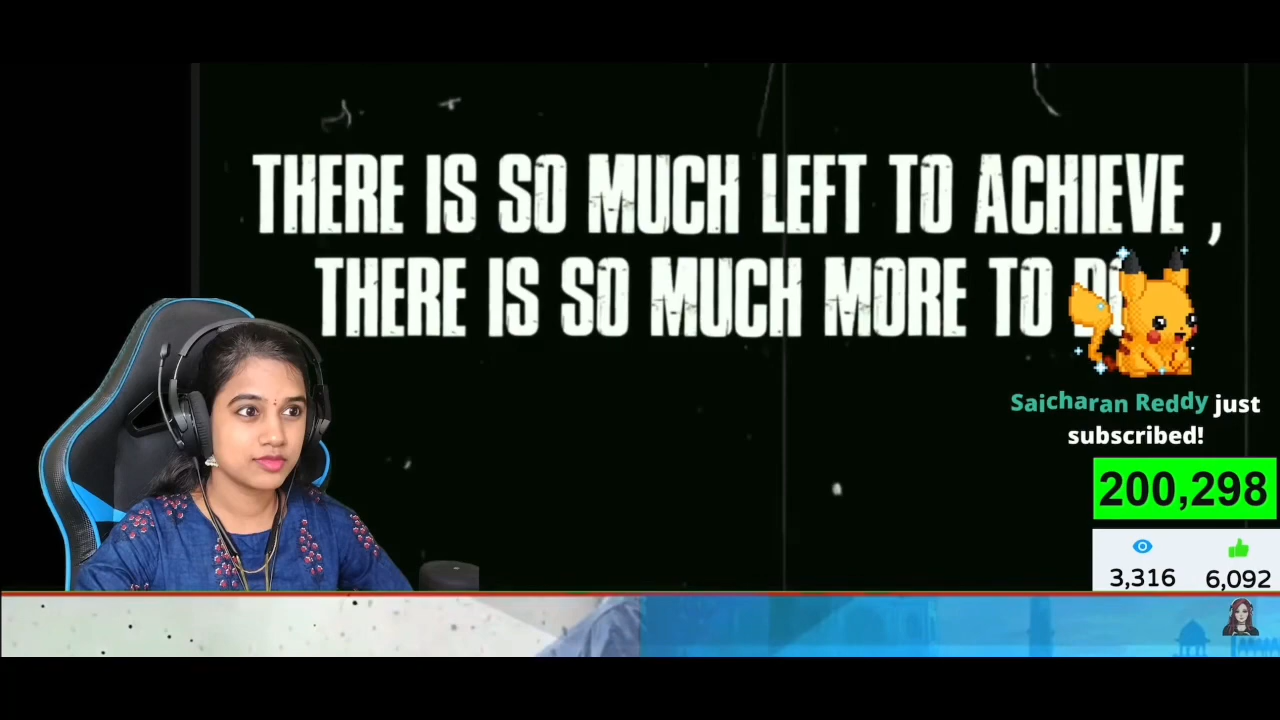 THERE IS SO MUCH LEFT TO ACHIEVE ,
THERE IS SO MUCH MORE TO
Saicharan Reddy just
subscribed!
200,298
3,316 6,092